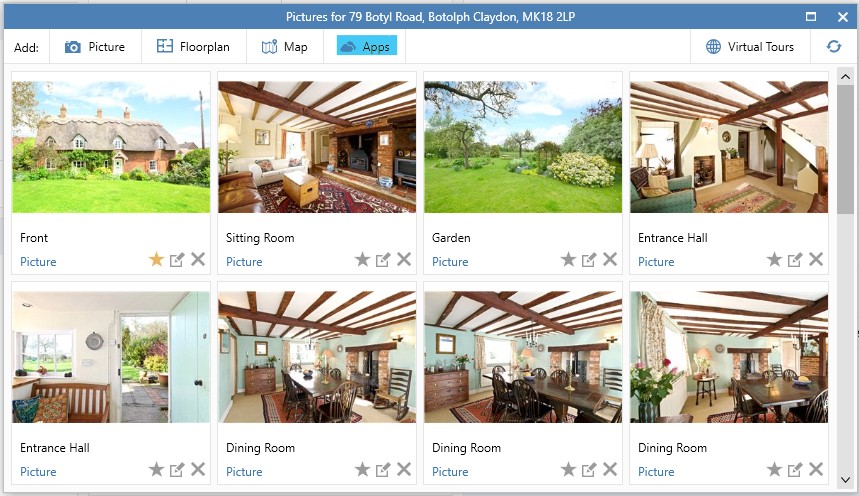 Pictures for 79 Botyl Road, Botolph Claydon, MK18 2LP
Add: Picture Floorplan Map Apps Virtual Tours
Front Sitting Room Garden Entrance Hall
Picture Picture Picture Picture
Entrance Hall Dining Room Dining Room Dining Room
Picture Picture Picture Picture